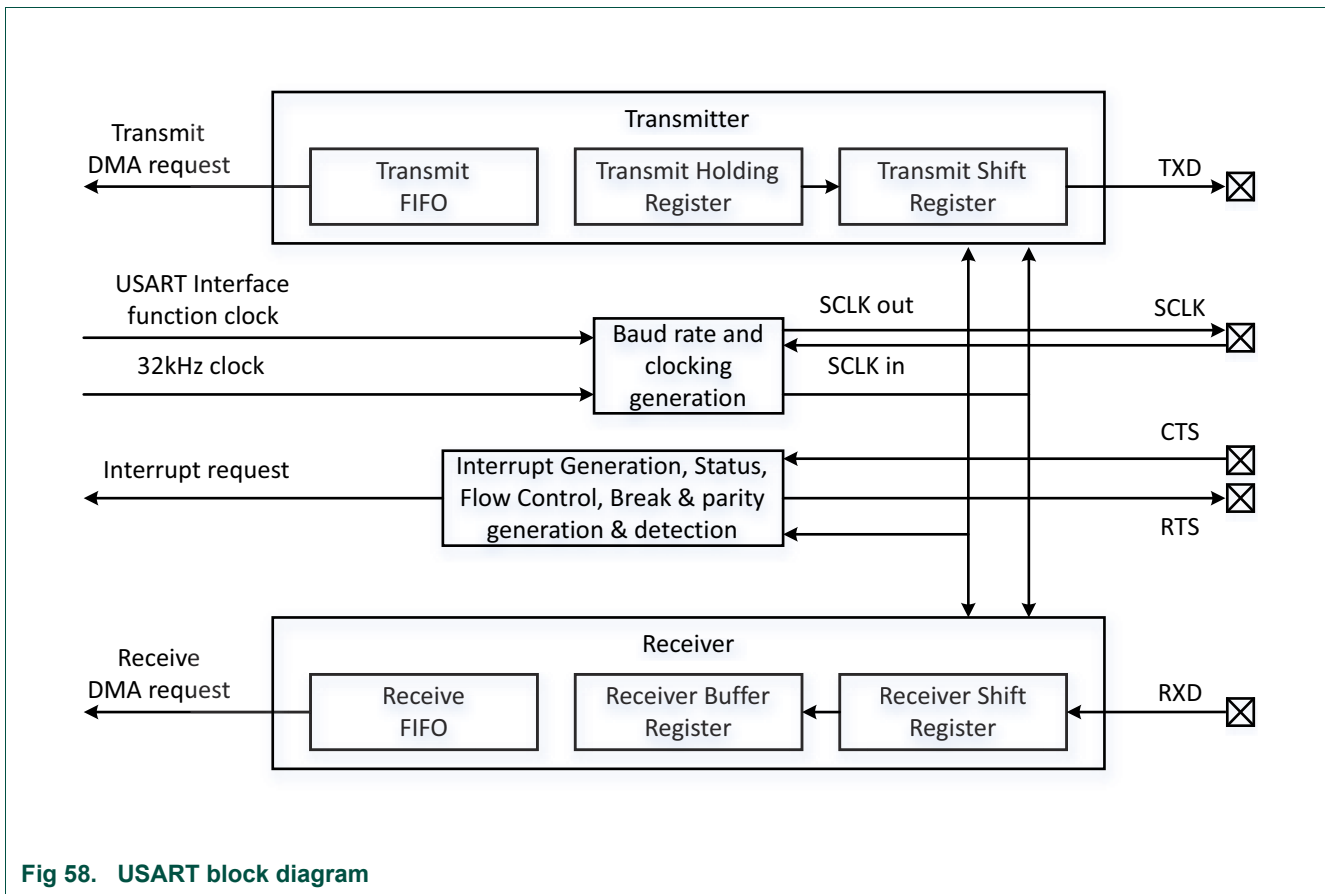 Transmitter
Transmit
DMA request
Transmit
FIFO
Transmit Holding
Register
Transmit Shift
Register
TXD
USART Interface
function clock
32kHz clock
Baud rate and
clocking
generation
SCLK out
SCLK in
SCLK
Interrupt request
Interrupt Generation, Status,
Flow Control, Break & parity
generation & detection
CTS
RTS
Receiver
Receive
DMA request
Receive
FIFO
Receiver Buffer
Register
Receiver Shift
Register
RXD
Fig 58. USART block diagram